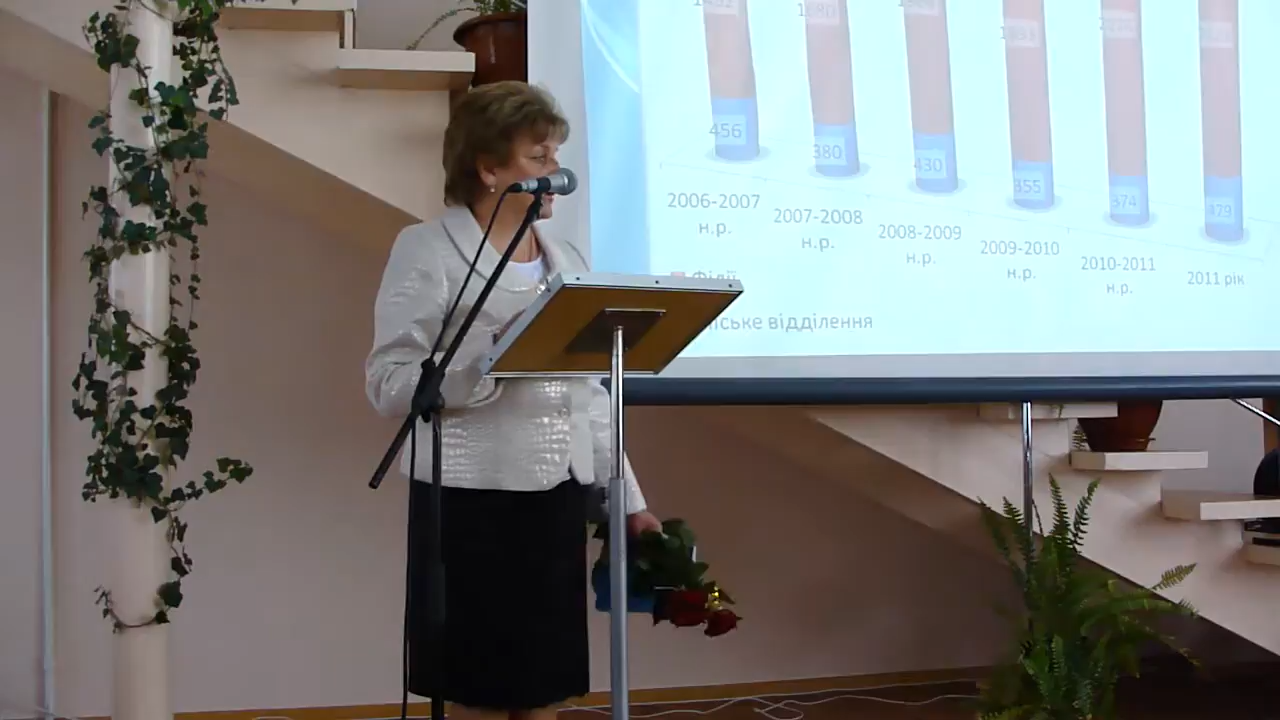 456
380
430
355
374
479
2006-2007
н.р.
2007-2008
н.р.
2008-2009
н.р.
2009-2010
н.р.
2010-2011
н.р.
2011 рік
Філії
відділення